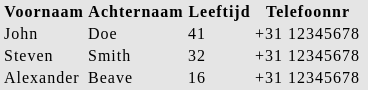 Voornaam Achternaam Leeftijd Telefoonnr
John Doe 41 +31 12345678
Steven Smith 32 +31 12345678
Alexander Beave 16 +31 12345678